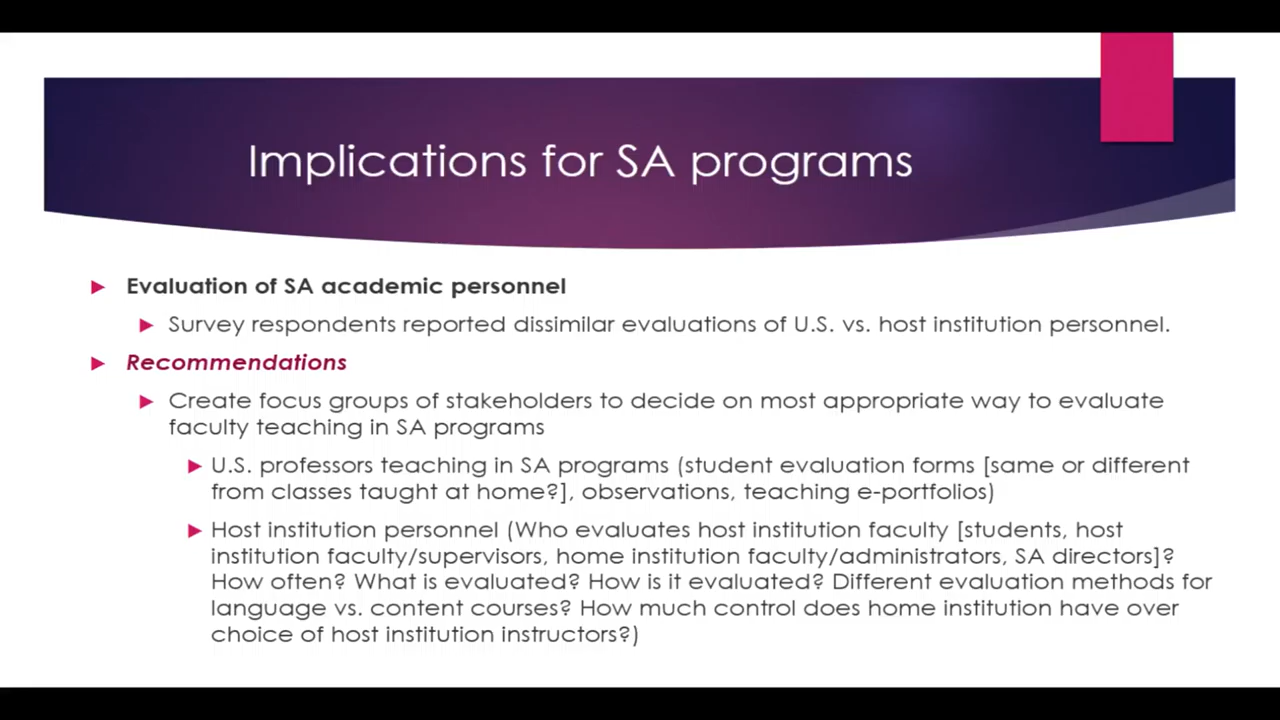 Implications for SA programs
Evaluation of SA academic personnel
Survey respondents reported dissimilar evaluations of U.S. vs. host institution personnel.
Recommendations
Create focus groups of stakeholders to decide on most appropriate way to evaluate
faculty teaching in SA programs
U.S. professors teaching in SA programs (student evaluation forms [same or different
from classes taught at home?], observations, teaching e-portfolios)
Host institution personnel (Who evaluates host institution faculty [students, host
institution faculty/supervisors, home institution faculty/administrators, SA directors]?
How often? What is evaluated? How is it evaluated? Different evaluation methods for
language vs. content courses? How much control does home institution have over
choice of host institution instructors?)